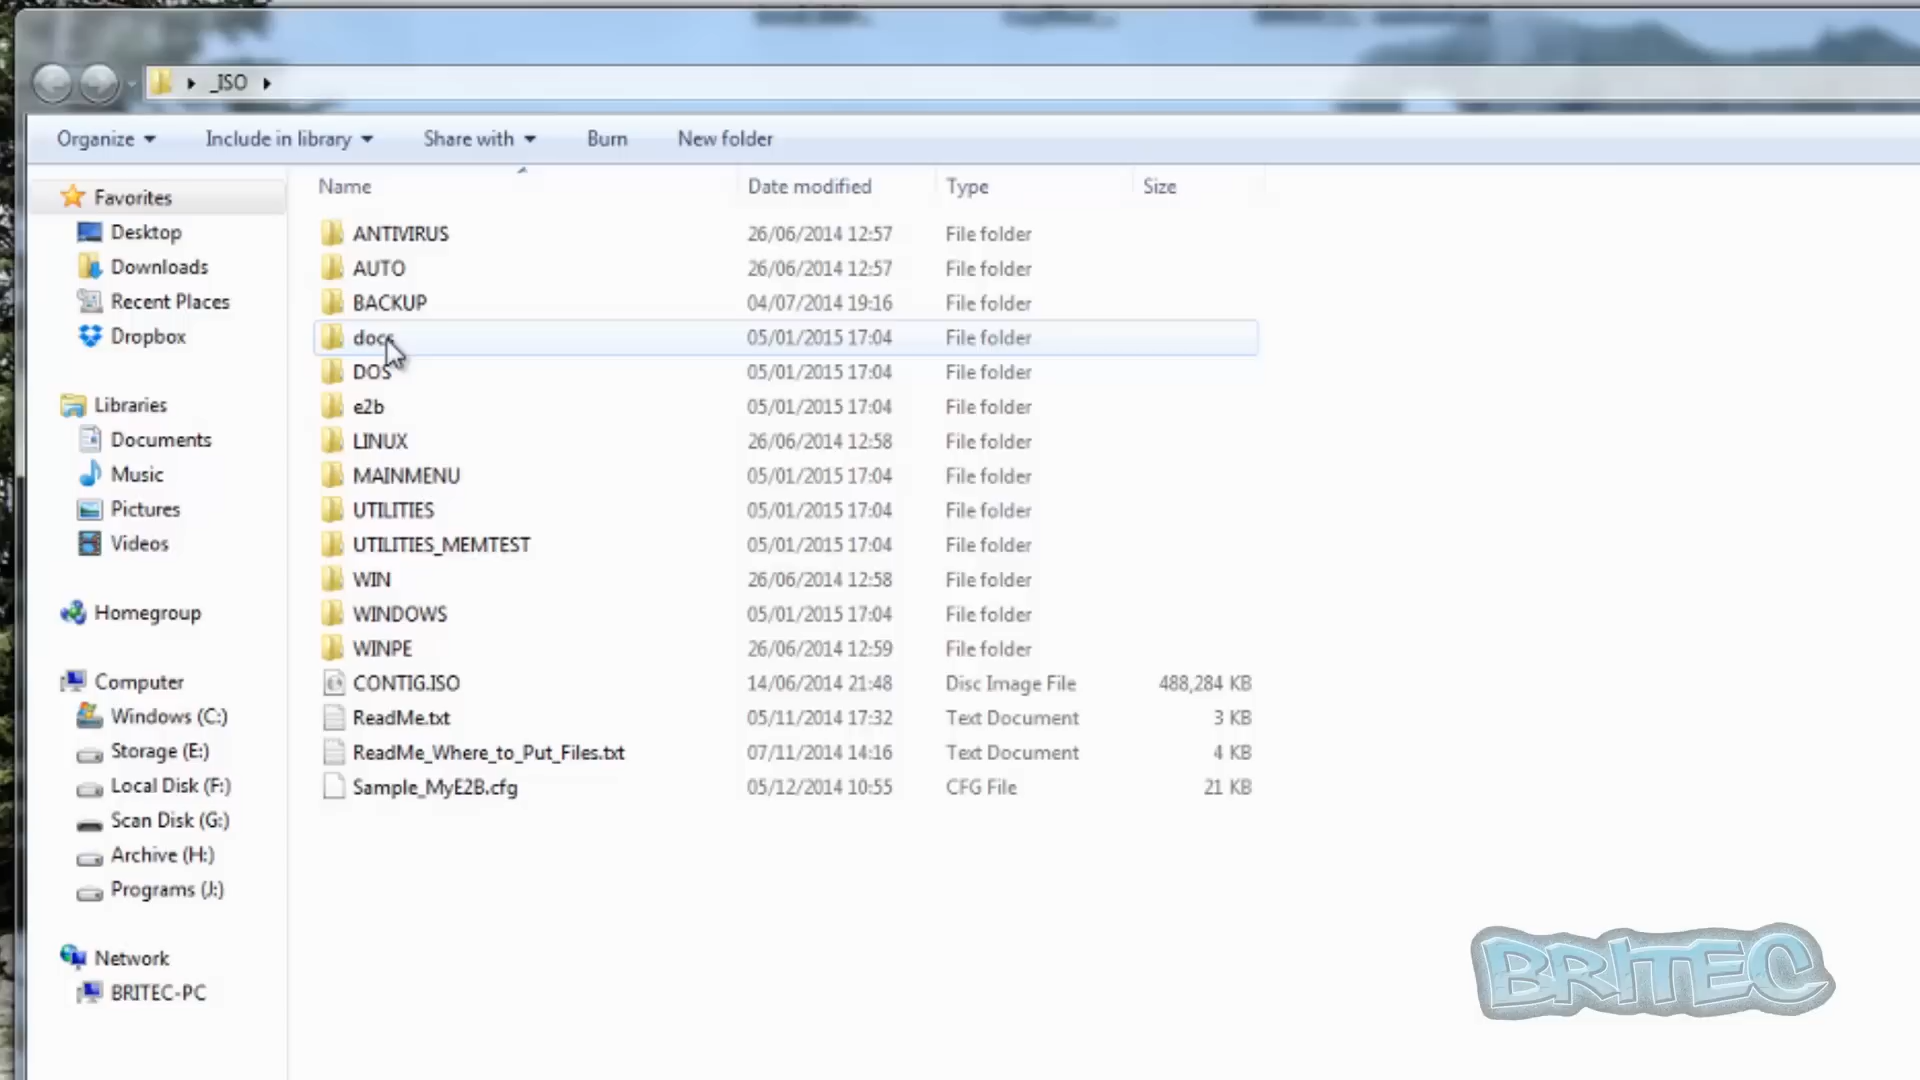 _ISO
Organize Include in library Share with Burn New folder
Name Date modified Type Size
Favorites
Desktop
Downloads
Recent Places
Dropbox
Libraries
Documents
Music
Pictures
Videos
Homegroup
Computer
Windows (C:)
Storage (E:)
Local Disk (F:)
Scan Disk (G:)
Archive (H:)
Programs (J:)
Network
BRITEC-PC
ANTIVIRUS 26/06/2014 12:57 File folder
AUTO 26/06/2014 12:57 File folder
BACKUP 04/07/2014 19:16 File folder
docs 05/01/2015 17:04 File folder
DOS 05/01/2015 17:04 File folder
e2b 05/01/2015 17:04 File folder
LINUX 26/06/2014 12:58 File folder
MAINMENU 05/01/2015 17:04 File folder
UTILITIES 05/01/2015 17:04 File folder
UTILITIES_MEMTEST 05/01/2015 17:04 File folder
WIN 26/06/2014 12:58 File folder
WINDOWS 05/01/2015 17:04 File folder
WINPE 26/06/2014 12:59 File folder
CONTIG.ISO 14/06/2014 21:48 Disc Image File 488,284 KB
ReadMe.txt 05/11/2014 17:32 Text Document 3 KB
ReadMe_Where_to_Put_Files.txt 07/11/2014 14:16 Text Document 4 KB
Sample_MyE2B.cfg 05/12/2014 10:55 CFG File 21 KB
BRITEC